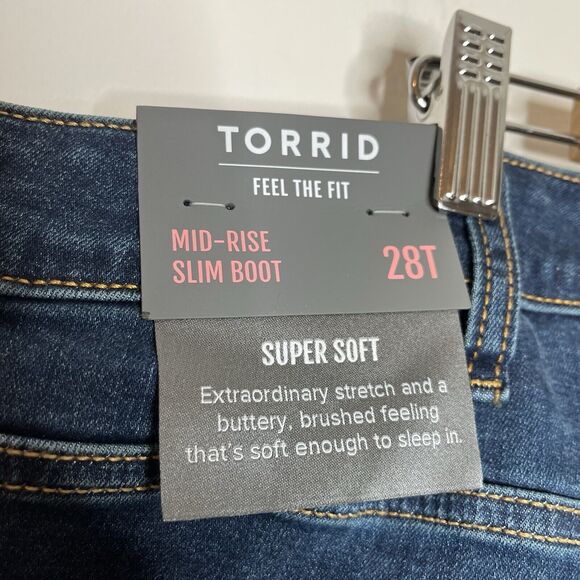 TORRID
FEEL THE FIT
MID-RISE
SLIM BOOT
28T
SUPER SOFT
Extraordinary stretch and a
buttery, brushed feeling
that's soft enough to sleep in.